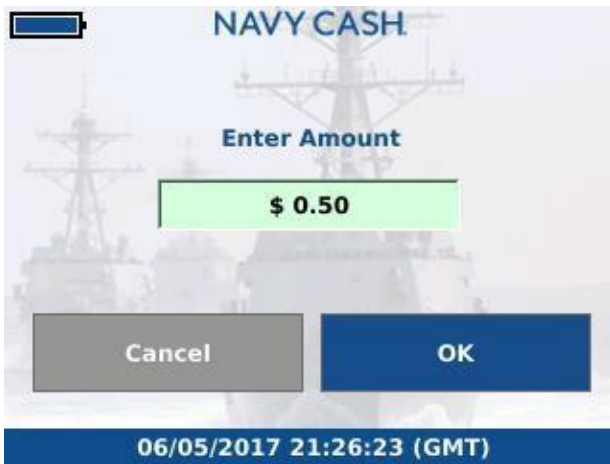 NAVY CASH.
Enter Amount
$ 0.50
Cancel
OK
06/05/2017 21:26:23 (GMT)